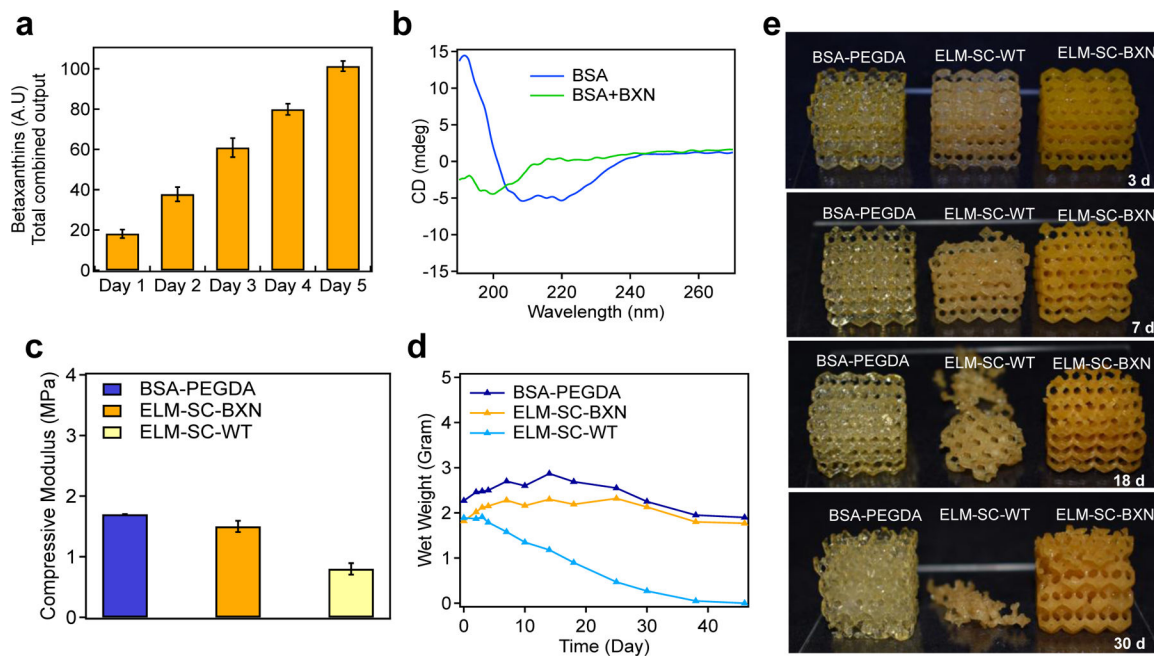 a
Betaxanthins (A.U)
Total combined output
100
80
60
40
20
0
Day 1 Day 2 Day 3 Day 4 Day 5
b
CD (mdeg)
15
10
5
0
-5
-10
-15
BSA
BSA+BXN
200 220 240 260
Wavelength (nm)
c
Compressive Modulus (MPa)
4
3
2
1
0
BSA-PEGDA
ELM-SC-BXN
ELM-SC-WT
d
Wet Weight (Gram)
5
4
3
2
1
0
BSA-PEGDA
ELM-SC-BXN
ELM-SC-WT
0 10 20 30 40
Time (Day)
e
BSA-PEGDA ELM-SC-WT ELM-SC-BXN
3 d
BSA-PEGDA ELM-SC-WT ELM-SC-BXN
7 d
BSA-PEGDA ELM-SC-WT ELM-SC-BXN
18 d
BSA-PEGDA ELM-SC-WT ELM-SC-BXN
30 d